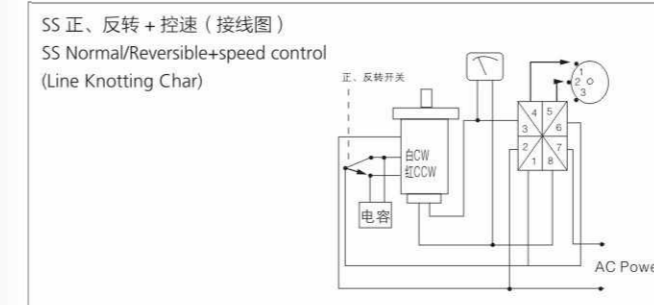 SS 正、反转 + 控速（接线图）
SS Normal/Reversible+speed control
(Line Knotting Char)
正、反转开关
1
2
3
4 5
3 6
2 7
1 8
白CW
红CCW
电容
AC Powe